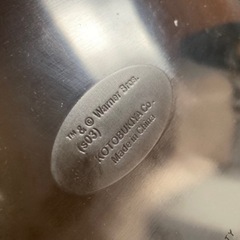 ™ & © Warner Bros.
(s03)
KOTOBUKIYA Co.,
Made in China